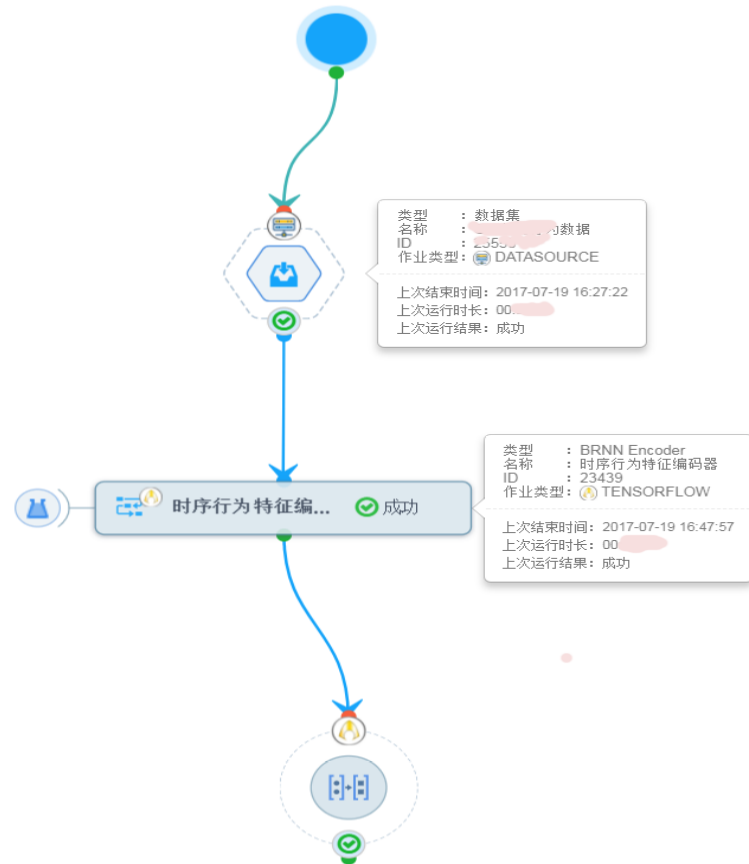 类型 : 数据集
名称 : 为数据
ID :
作业类型: DATASOURCE
上次结束时间: 2017-07-19 16:27:22
上次运行时长: 00
上次运行结果: 成功
时序行为特征编... 成功
类型 : BRNN Encoder
名称 : 时序行为特征编码器
ID : 23439
作业类型: TENSORFLOW
上次结束时间: 2017-07-19 16:47:57
上次运行时长: 00
上次运行结果: 成功